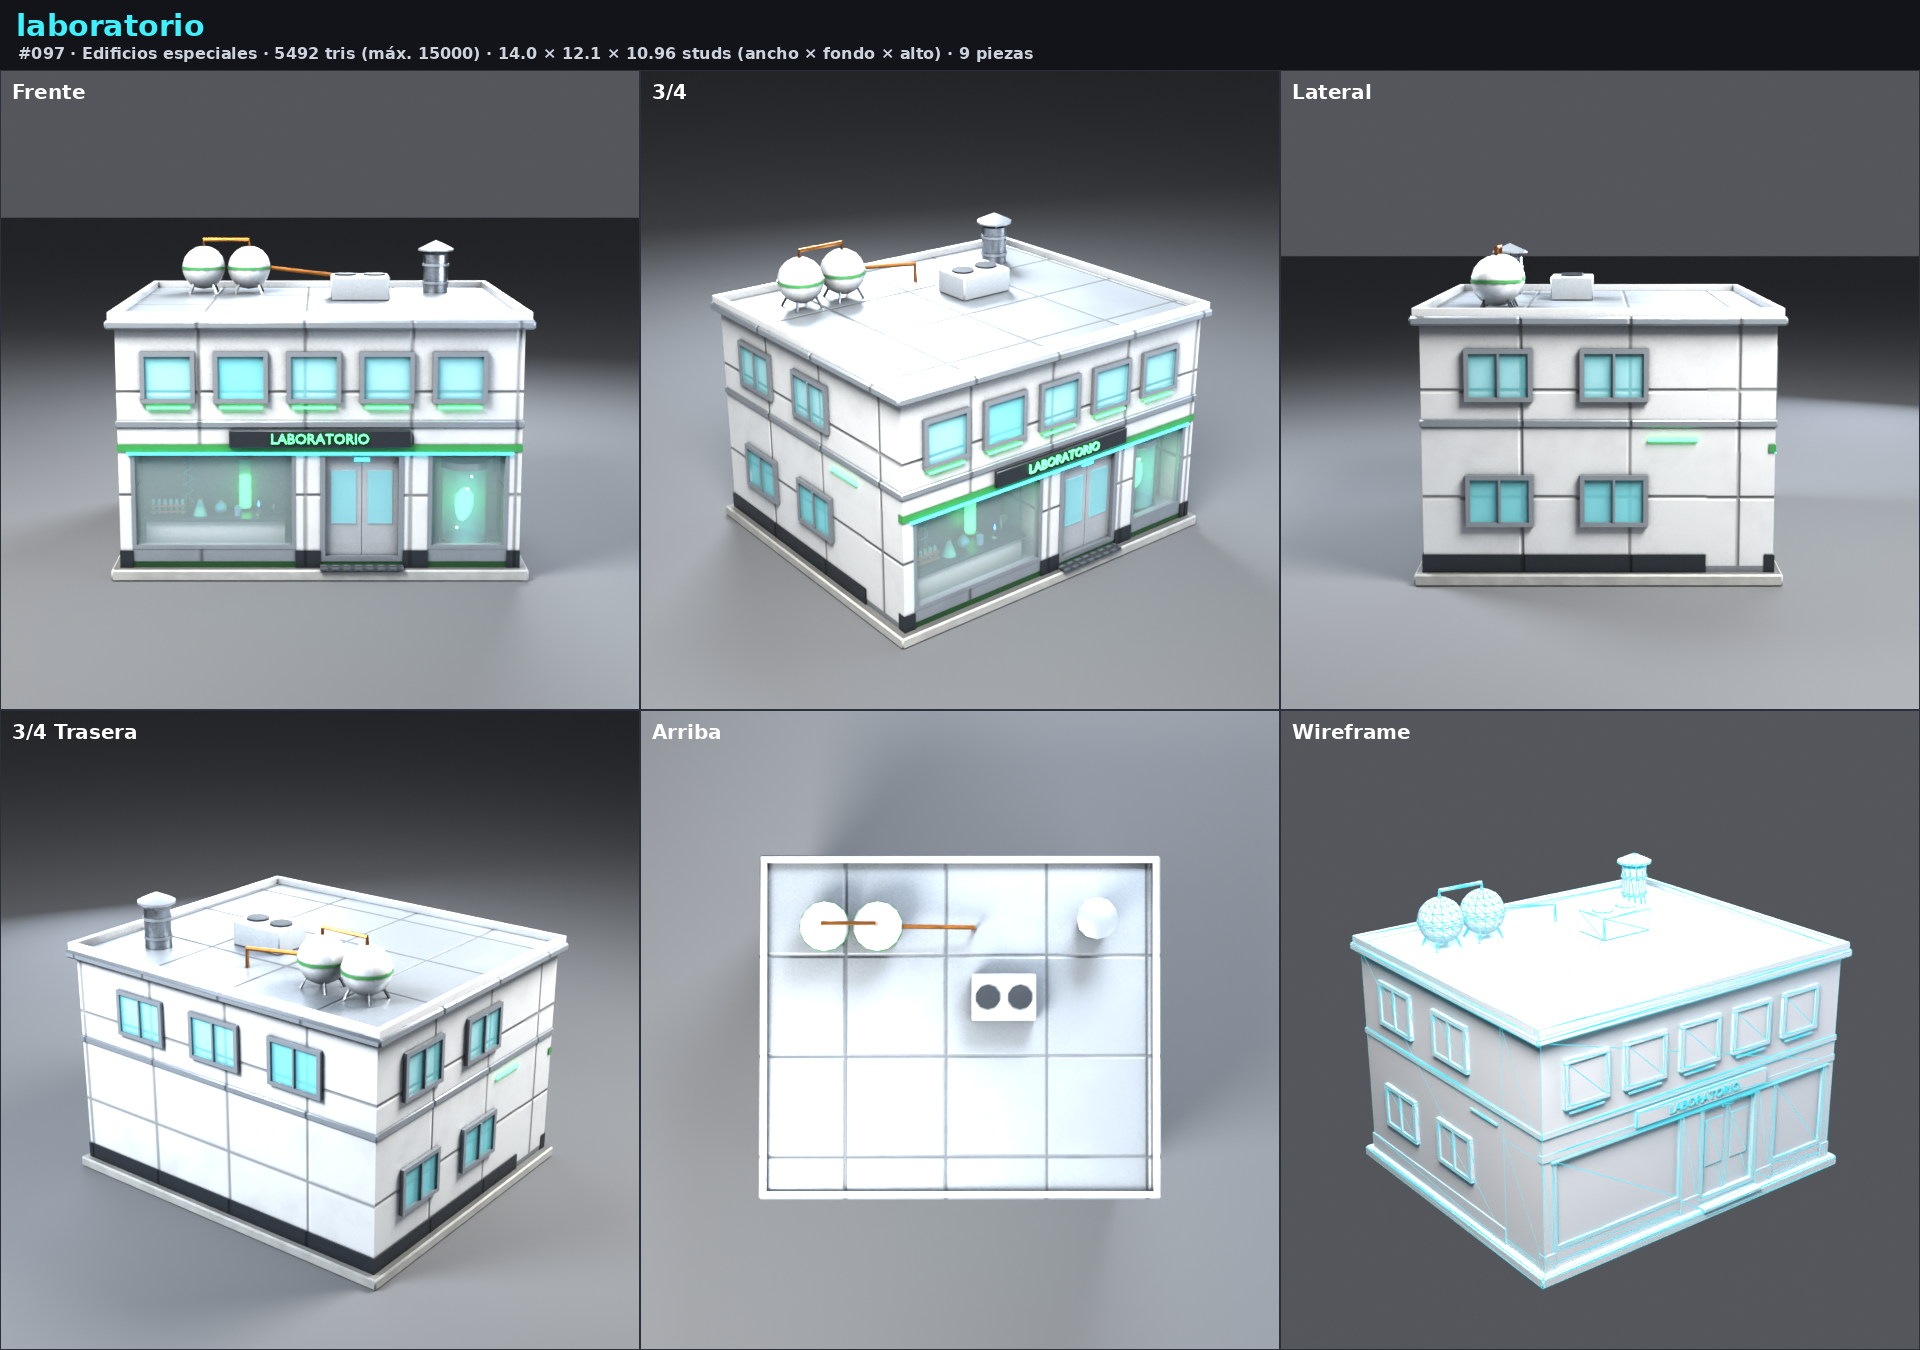 laboratorio
#097 · Edificios especiales · 5492 tris (máx. 15000) · 14.0 × 12.1 × 10.96 studs (ancho × fondo × alto) · 9 piezas
Frente
3/4
Lateral
LABORATORIO
LABORATORIO
3/4 Trasera
Arriba
Wireframe
LABORATORIO